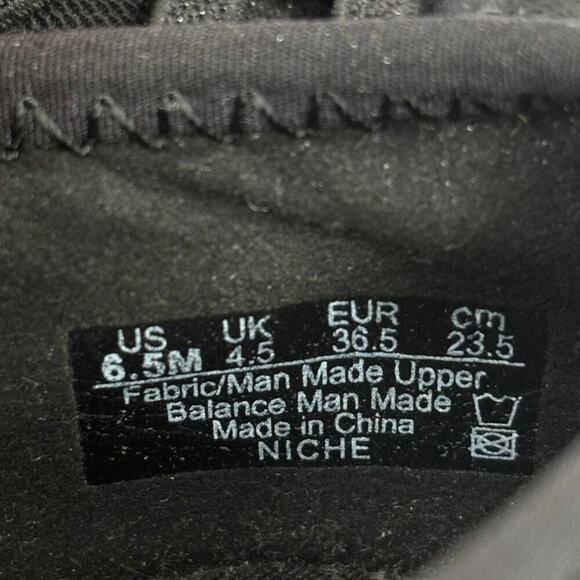 US UK EUR cm
6.5M 4.5 36.5 23.5
Fabric/Man Made Upper
Balance Man Made
Made in China
NICHE